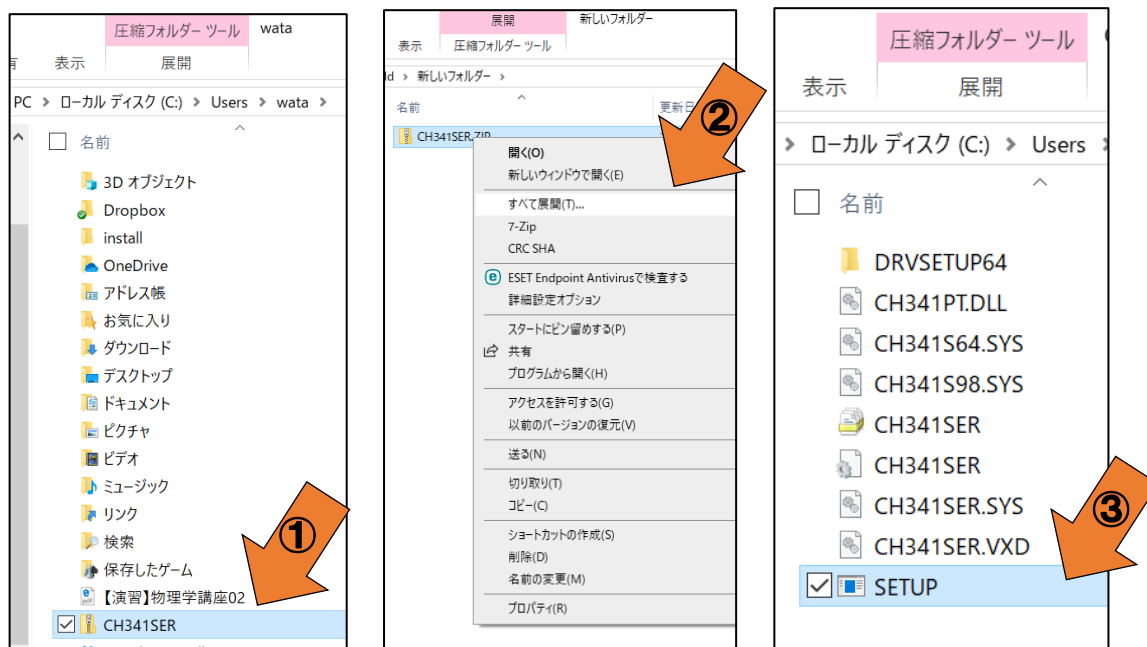 圧縮フォルダー ツール wata
表示 展開
PC > ローカル ディスク (C:) > Users > wata >
名前
3D オブジェクト
Dropbox
install
OneDrive
アドレス帳
お気に入り
ダウンロード
デスクトップ
ドキュメント
ピクチャ
ビデオ
ミュージック
リンク
検索
保存したゲーム
【演習】物理学講座02
CH341SER
①
展開 新しいフォルダー
表示 圧縮フォルダー ツール
ld > 新しいフォルダー >
名前 更新日
CH341SER.ZIP
②
開く(O)
新しいウィンドウで開く(E)
すべて展開(T)...
7-Zip
CRC SHA
ESET Endpoint Antivirusで検査する
詳細設定オプション
スタートにピン留めする(P)
共有
プログラムから開く(H)
アクセスを許可する(G)
以前のバージョンの復元(V)
送る(N)
切り取り(T)
コピー(C)
ショートカットの作成(S)
削除(D)
名前の変更(M)
プロパティ(R)
圧縮フォルダー ツール
表示 展開
> ローカル ディスク (C:) > Users >
名前
DRVSETUP64
CH341PT.DLL
CH341S64.SYS
CH341S98.SYS
CH341SER
CH341SER
CH341SER.SYS
CH341SER.VXD
SETUP
③